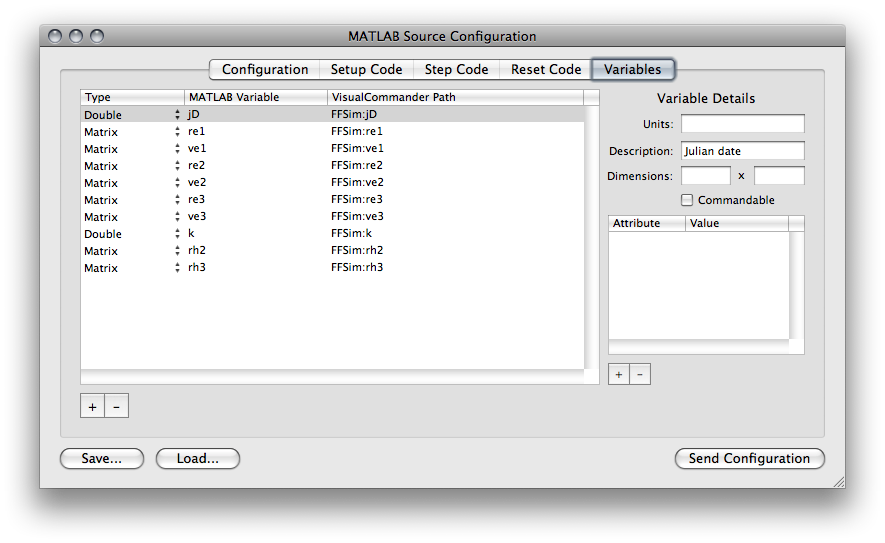 MATLAB Source Configuration
Configuration Setup Code Step Code Reset Code Variables
Type MATLAB Variable VisualCommander Path
Double jD FFSim:jD
Matrix re1 FFSim:re1
Matrix ve1 FFSim:ve1
Matrix re2 FFSim:re2
Matrix ve2 FFSim:ve2
Matrix re3 FFSim:re3
Matrix ve3 FFSim:ve3
Double k FFSim:k
Matrix rh2 FFSim:rh2
Matrix rh3 FFSim:rh3
+ -
Variable Details
Units:
Description: Julian date
Dimensions: x
Commandable
Attribute Value
+ -
Save... Load... Send Configuration